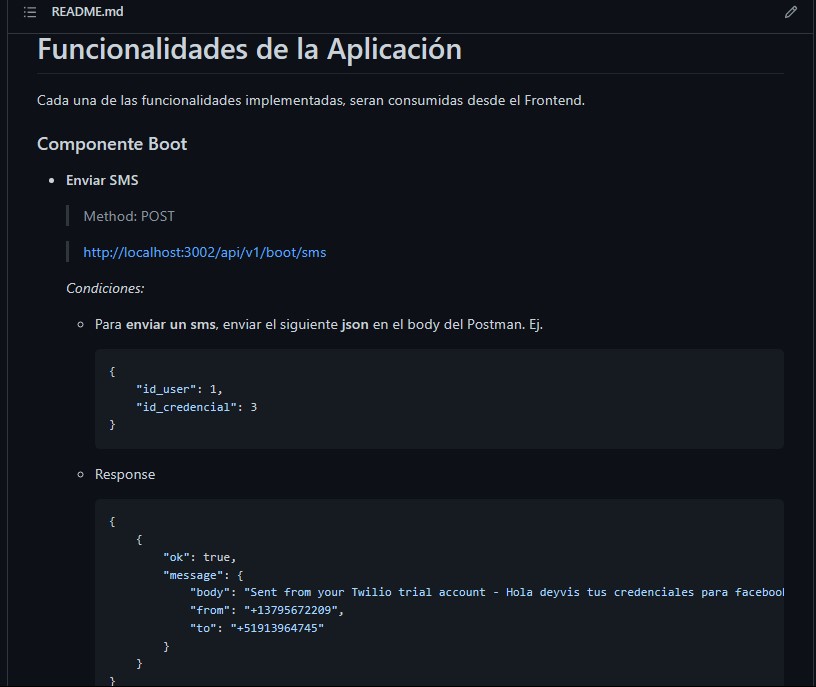 README.md
Funcionalidades de la Aplicación
Cada una de las funcionalidades implementadas, seran consumidas desde el Frontend.
Componente Boot
Enviar SMS
Method: POST
http://localhost:3002/api/v1/boot/sms
Condiciones:
Para enviar un sms, enviar el siguiente json en el body del Postman. Ej.
{
"id_user": 1,
"id_credencial": 3
}
Response
{
{
"ok": true,
"message": {
"body": "Sent from your Twilio trial account - Hola deyvis tus credenciales para facebook
"from": "+13795672209",
"to": "+51913964745"
}
}
}